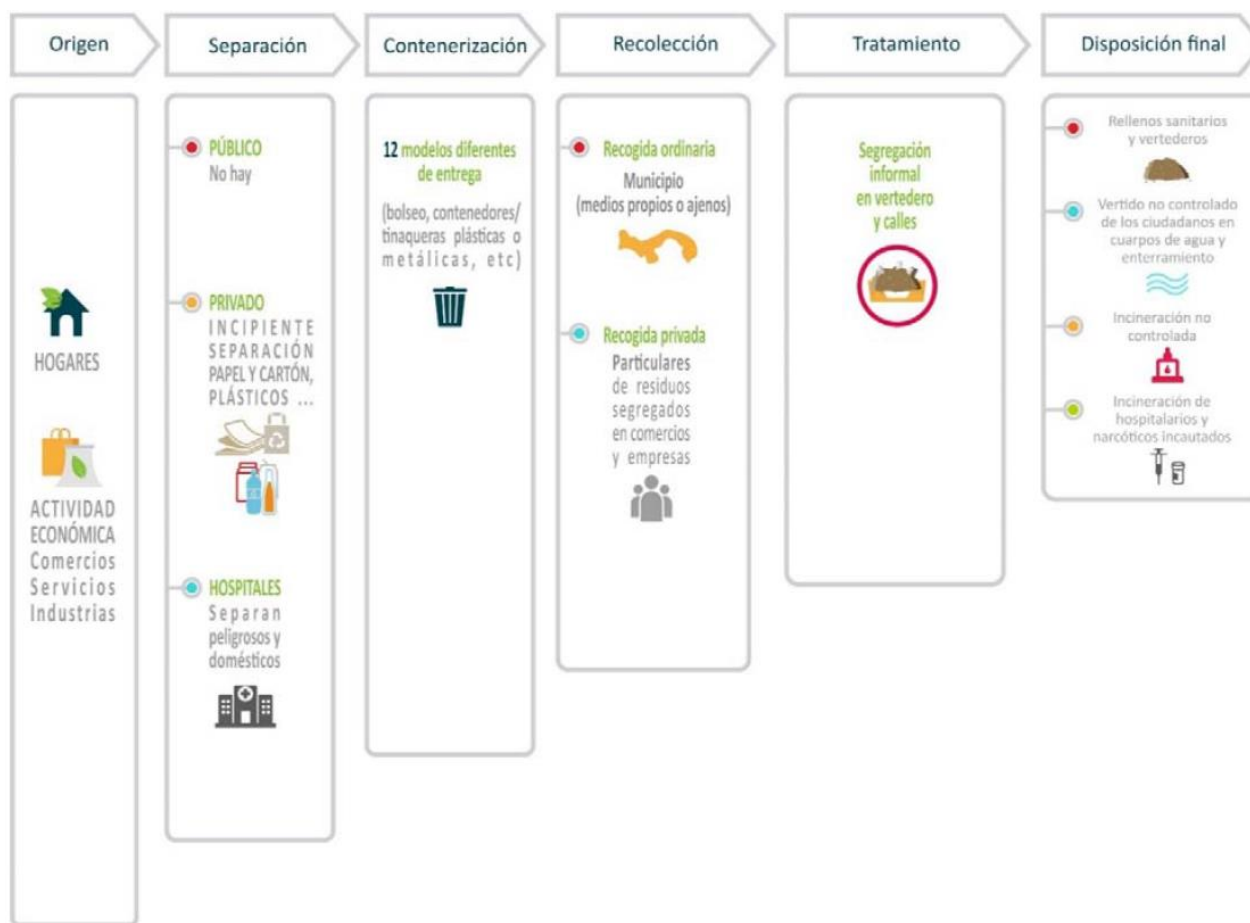 Origen
Separación
Contenerización
Recolección
Tratamiento
Disposición final
HOGARES
ACTIVIDAD
ECONÓMICA
Comercios
Servicios
Industrias
PÚBLICO
No hay
PRIVADO
INCIPIENTE
SEPARACIÓN
PAPEL Y CARTÓN,
PLÁSTICOS ...
HOSPITALES
Separan
peligrosos y
domésticos
12 modelos diferentes
de entrega
(bolseo, contenedores/
tinaqueras plásticas o
metálicas, etc)
Recogida ordinaria
Municipio
(medios propios o ajenos)
Recogida privada
Particulares
de residuos
segregados
en comercios
y empresas
Segregación
informal
en vertedero
y calles
Rellenos sanitarios
y vertederos
Vertido no controlado
de los ciudadanos en
cuarpos de agua y
enterramiento
Incineración no
controlada
Incineración de
hospitalarios y
narcóticos incautados